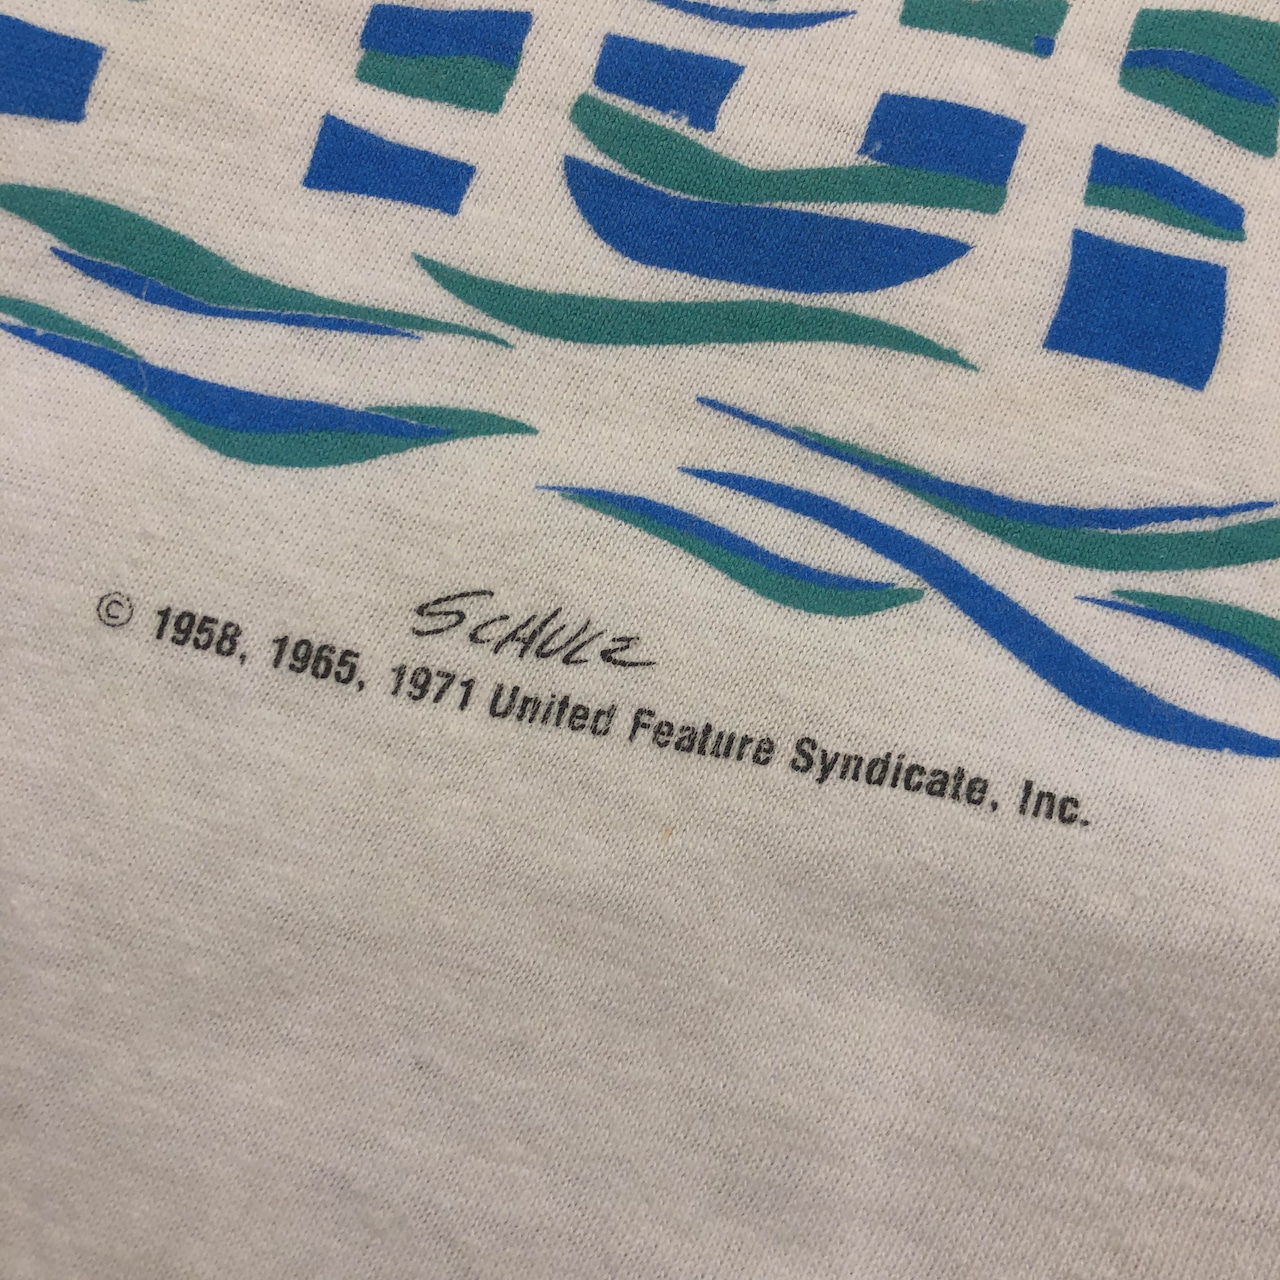 SCHULZ
© 1958, 1965, 1971 United Feature Syndicate, Inc.